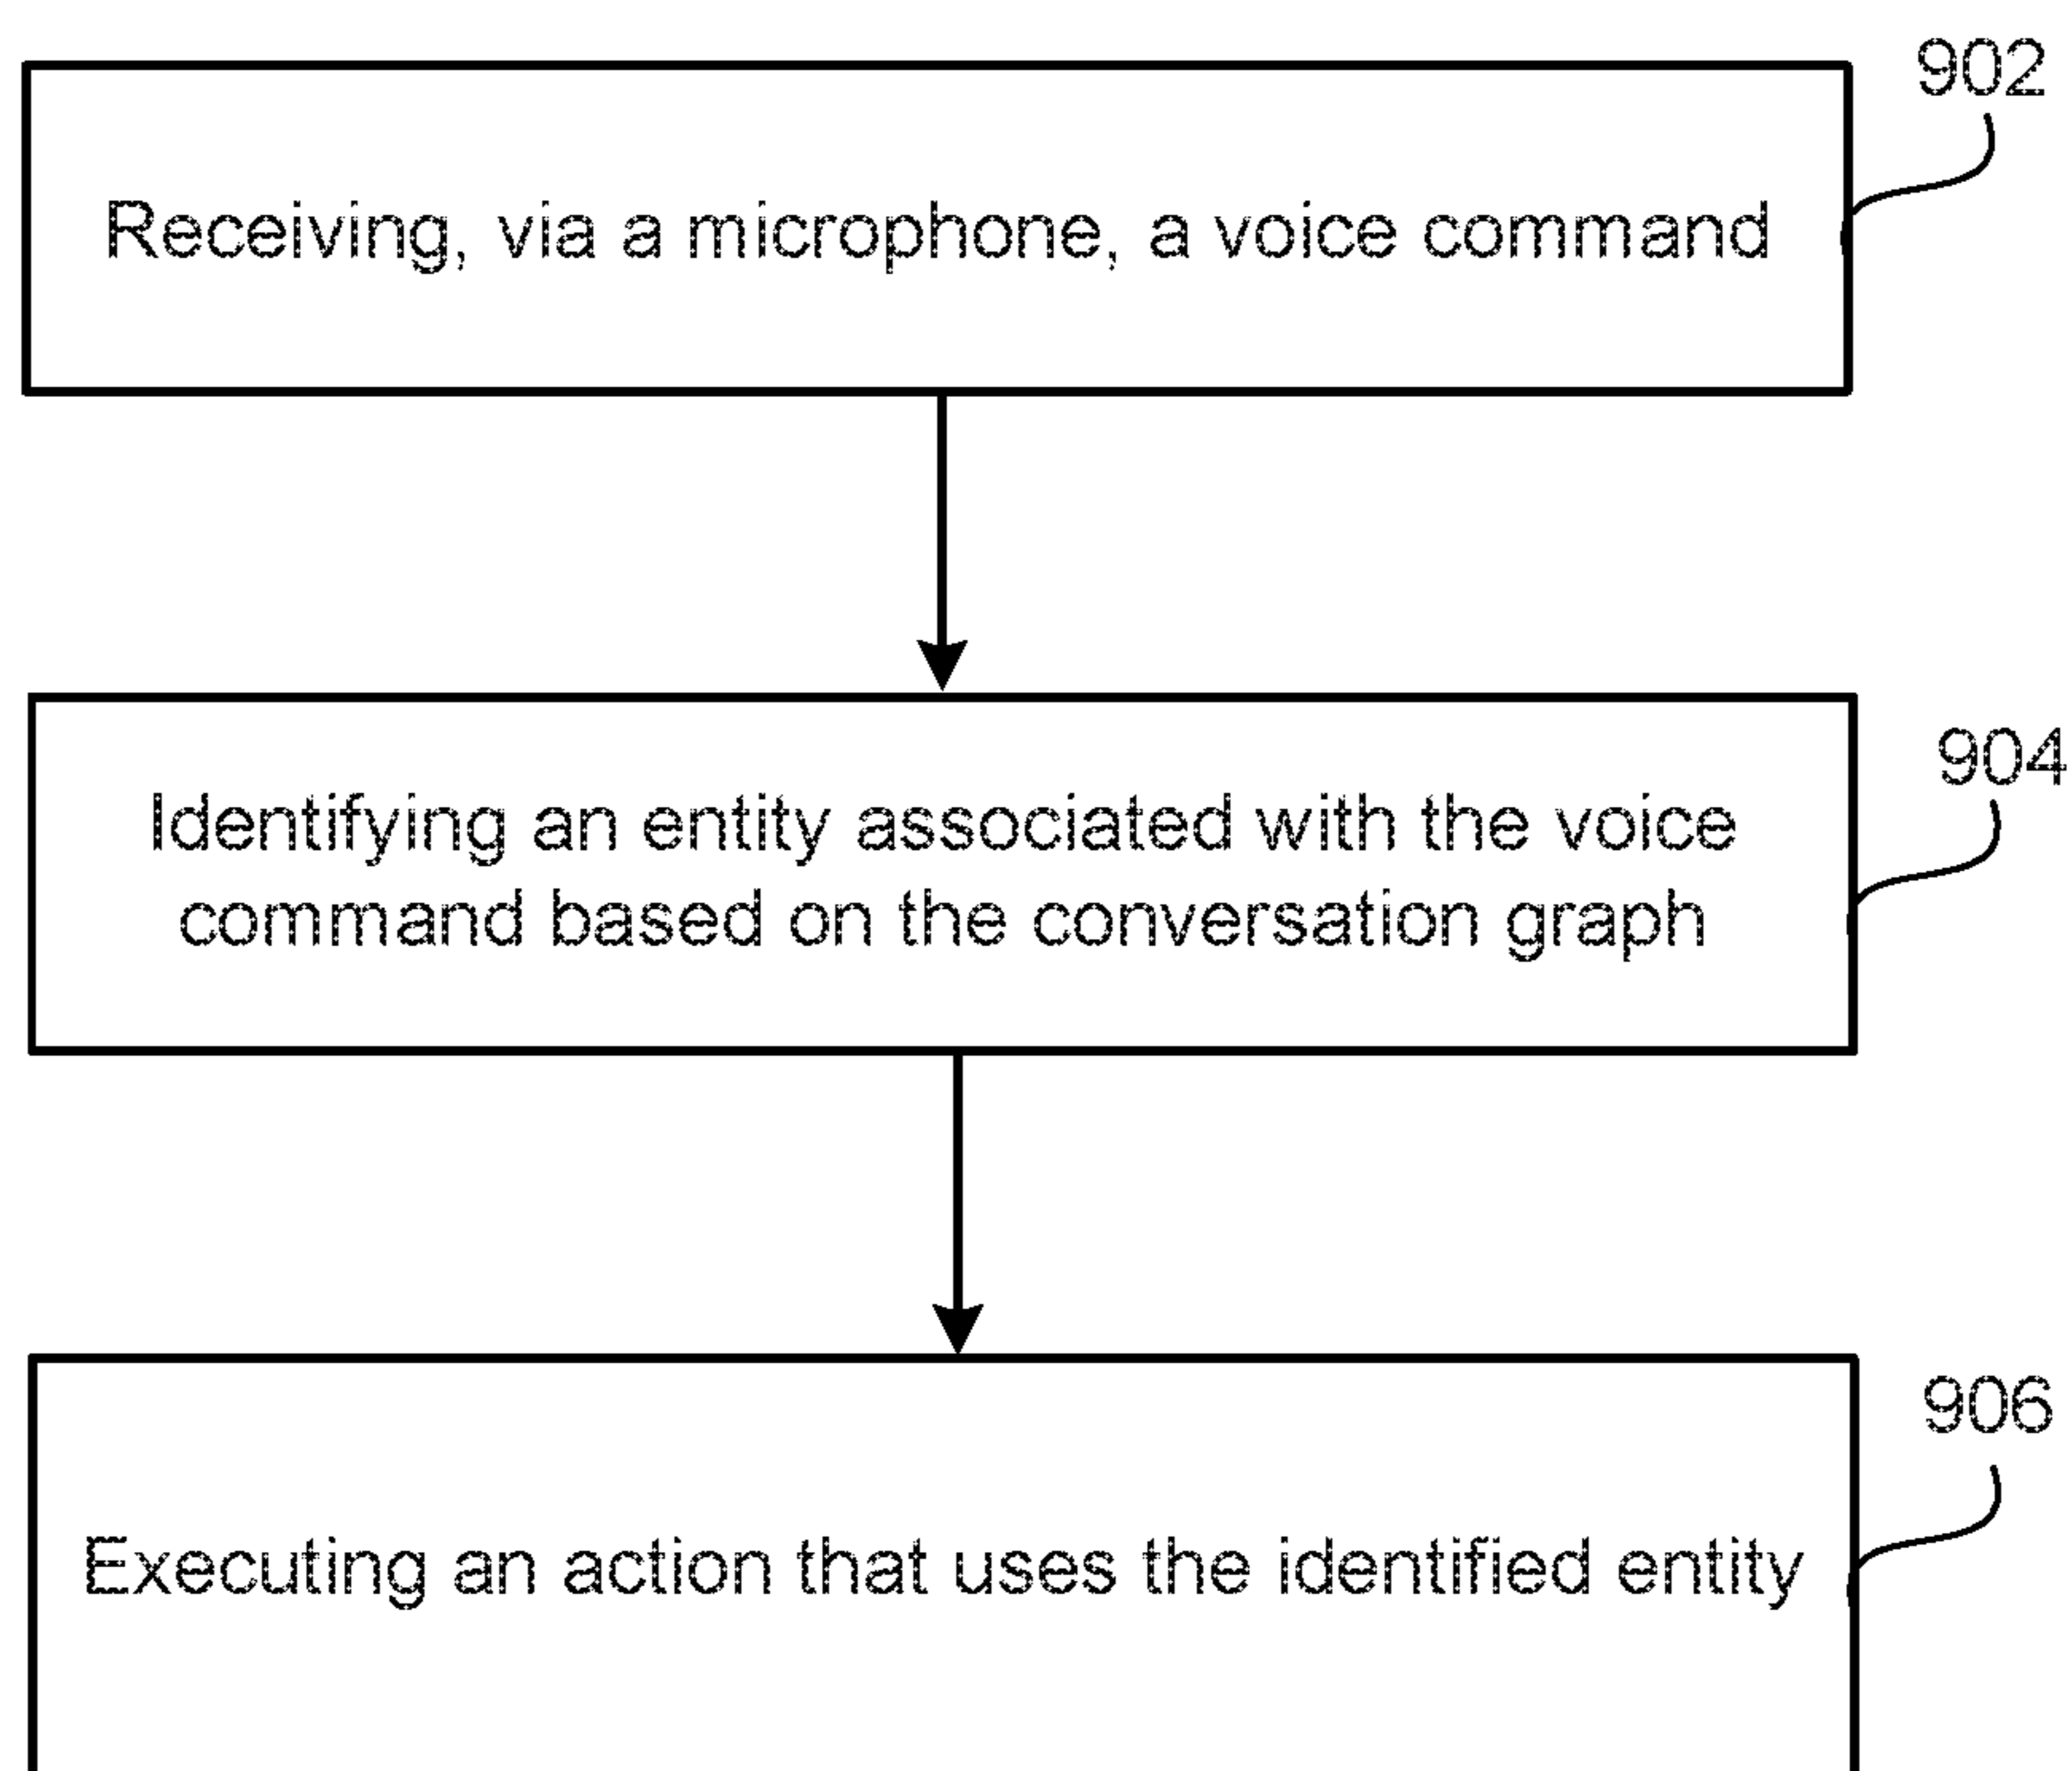 902
Receiving, via a microphone, a voice command
904
Identifying an entity associated with the voice
command based on the conversation graph
906
Executing an action that uses the identified entity